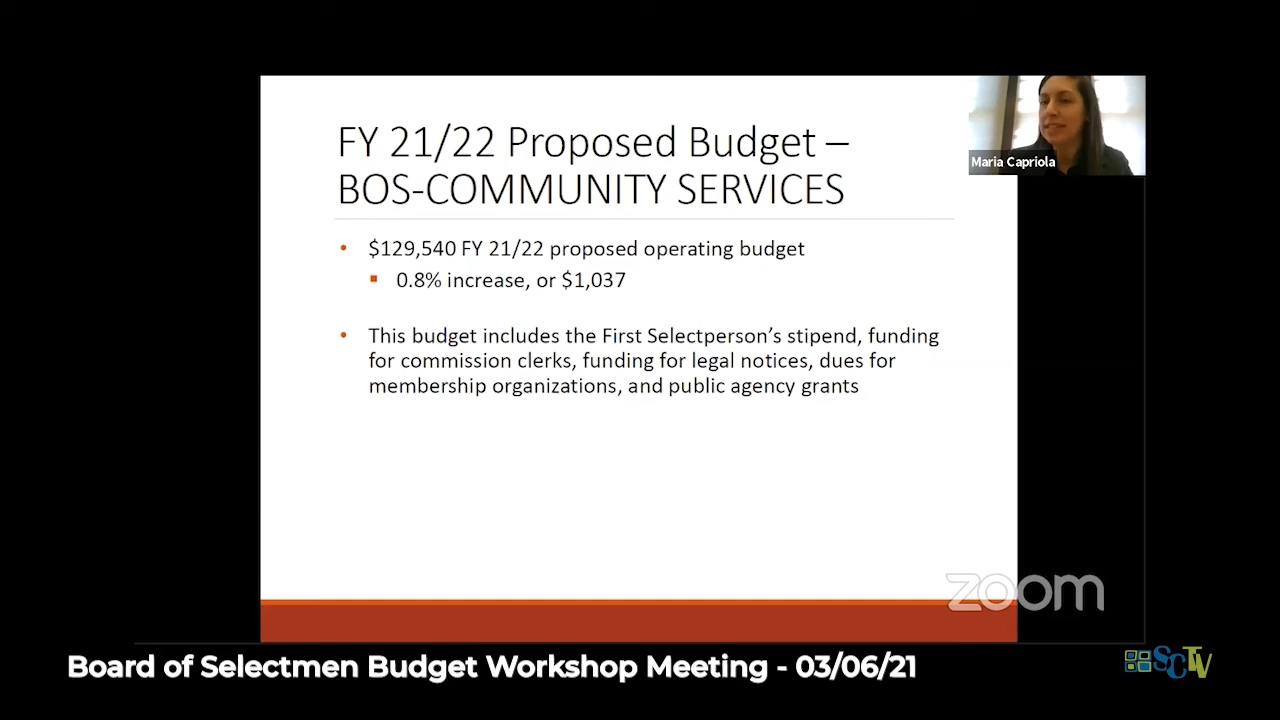 FY 21/22 Proposed Budget –
BOS-COMMUNITY SERVICES
• $129,540 FY 21/22 proposed operating budget
▪ 0.8% increase, or $1,037
• This budget includes the First Selectperson’s stipend, funding
for commission clerks, funding for legal notices, dues for
membership organizations, and public agency grants
Maria Capriola
zoom
Board of Selectmen Budget Workshop Meeting - 03/06/21
SCTV